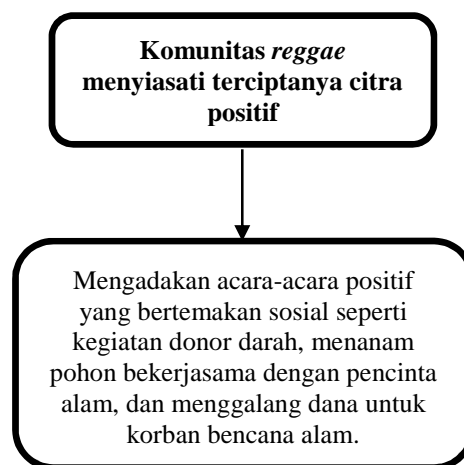 Komunitas reggae
menyiasati terciptanya citra
positif
Mengadakan acara-acara positif
yang bertemakan sosial seperti
kegiatan donor darah, menanam
pohon bekerjasama dengan pencinta
alam, dan menggalang dana untuk
korban bencana alam.